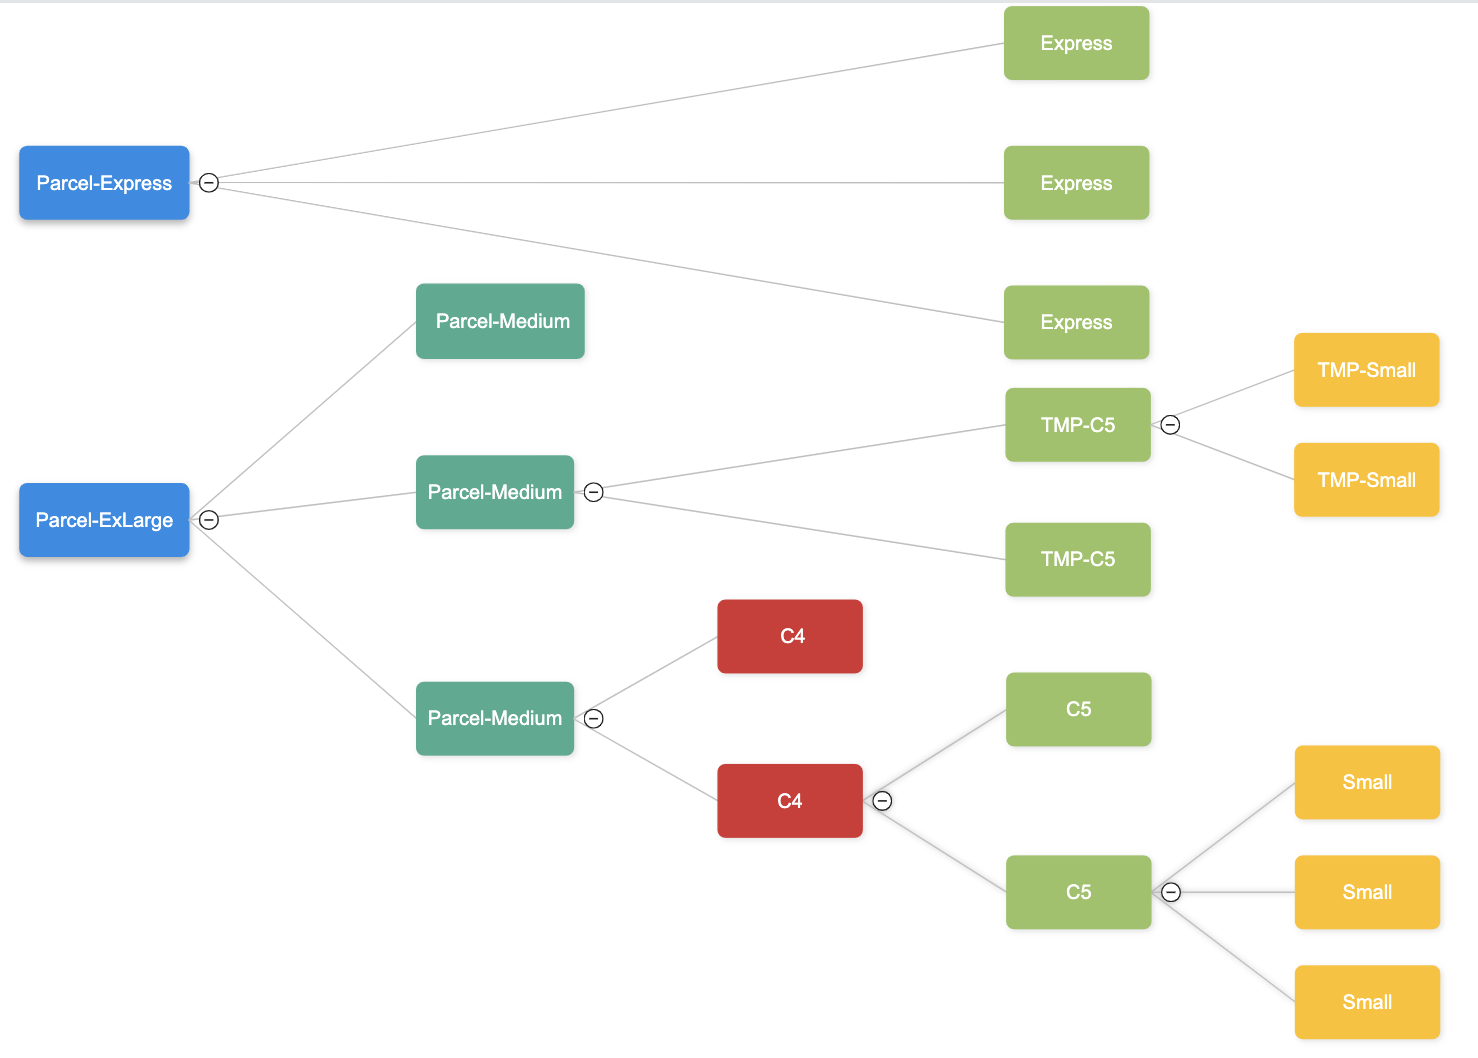 Express
Parcel-Express
Express
Express
Parcel-Medium
TMP-Small
TMP-C5
TMP-Small
Parcel-ExLarge
Parcel-Medium
TMP-C5
C4
Parcel-Medium
C5
C4
Small
C5
Small
Small